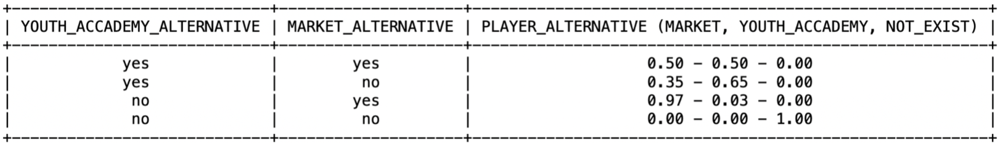 +-----------------------------+--------------------+---------------------------------------------------------+
| YOUTH_ACCADEMY_ALTERNATIVE | MARKET_ALTERNATIVE | PLAYER_ALTERNATIVE (MARKET, YOUTH_ACCADEMY, NOT_EXIST) |
+-----------------------------+--------------------+---------------------------------------------------------+
| yes | yes | 0.50 - 0.50 - 0.00 |
| yes | no | 0.35 - 0.65 - 0.00 |
| no | yes | 0.97 - 0.03 - 0.00 |
| no | no | 0.00 - 0.00 - 1.00 |
+-----------------------------+--------------------+---------------------------------------------------------+